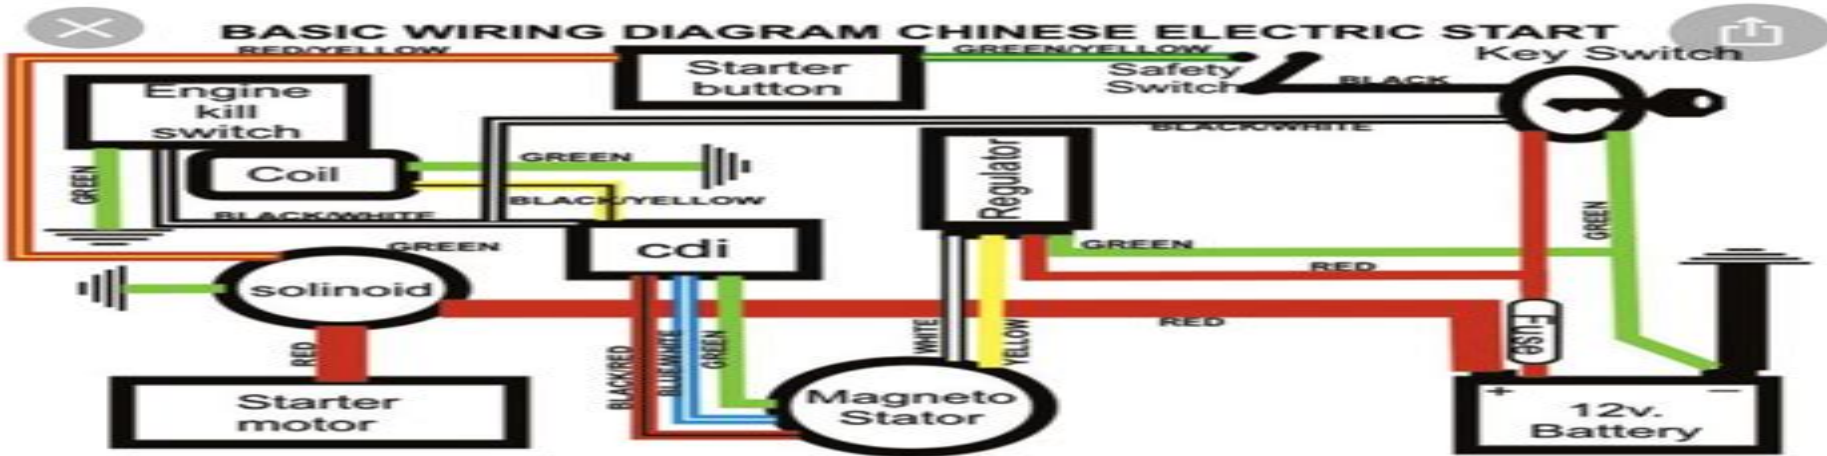 BASIC WIRING DIAGRAM CHINESE ELECTRIC START
RED/YELLOW
Starter
button
GREEN/YELLOW
Safety
Switch
Key Switch
BLACK
Engine
kill
switch
BLACK/WHITE
GREEN
Coil
GREEN
BLACK/YELLOW
BLACK/WHITE
Regulator
GREEN
GREEN
cdi
GREEN
RED
solinoid
RED
Fuse
RED
BLACK/RED
BLUE/WHITE
GREEN
WHITE
YELLOW
Starter
motor
Magneto
Stator
+
−
12v.
Battery